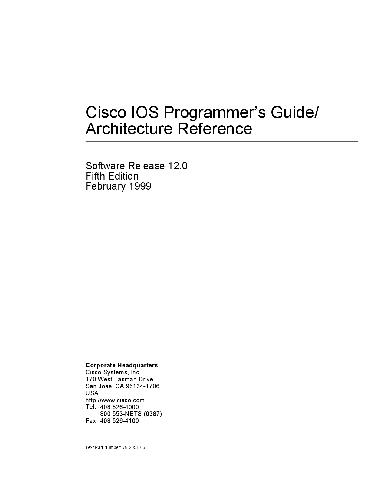 Cisco IOS Programmer's Guide/
Architecture Reference
Software Release 12.0
Fifth Edition
February 1999
Corporate Headquarters
Cisco Systems, Inc.
170 West Tasman Drive
San Jose, CA 95134-1706
USA
http://www.cisco.com
Tel: 408 526-4000
800 553-NETS (6387)
Fax: 408 526-4100